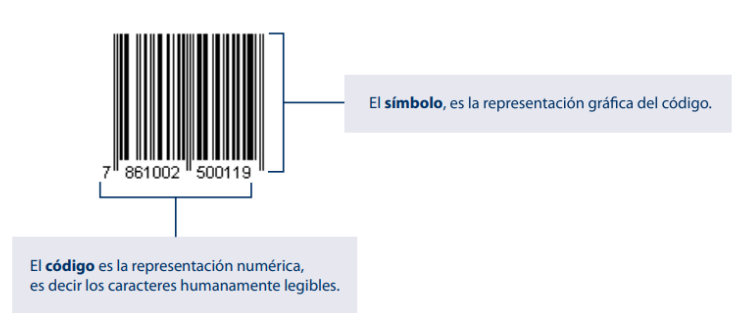 El símbolo, es la representación gráfica del código.
7 861002 500119
El código es la representación numérica,
es decir los caracteres humanamente legibles.